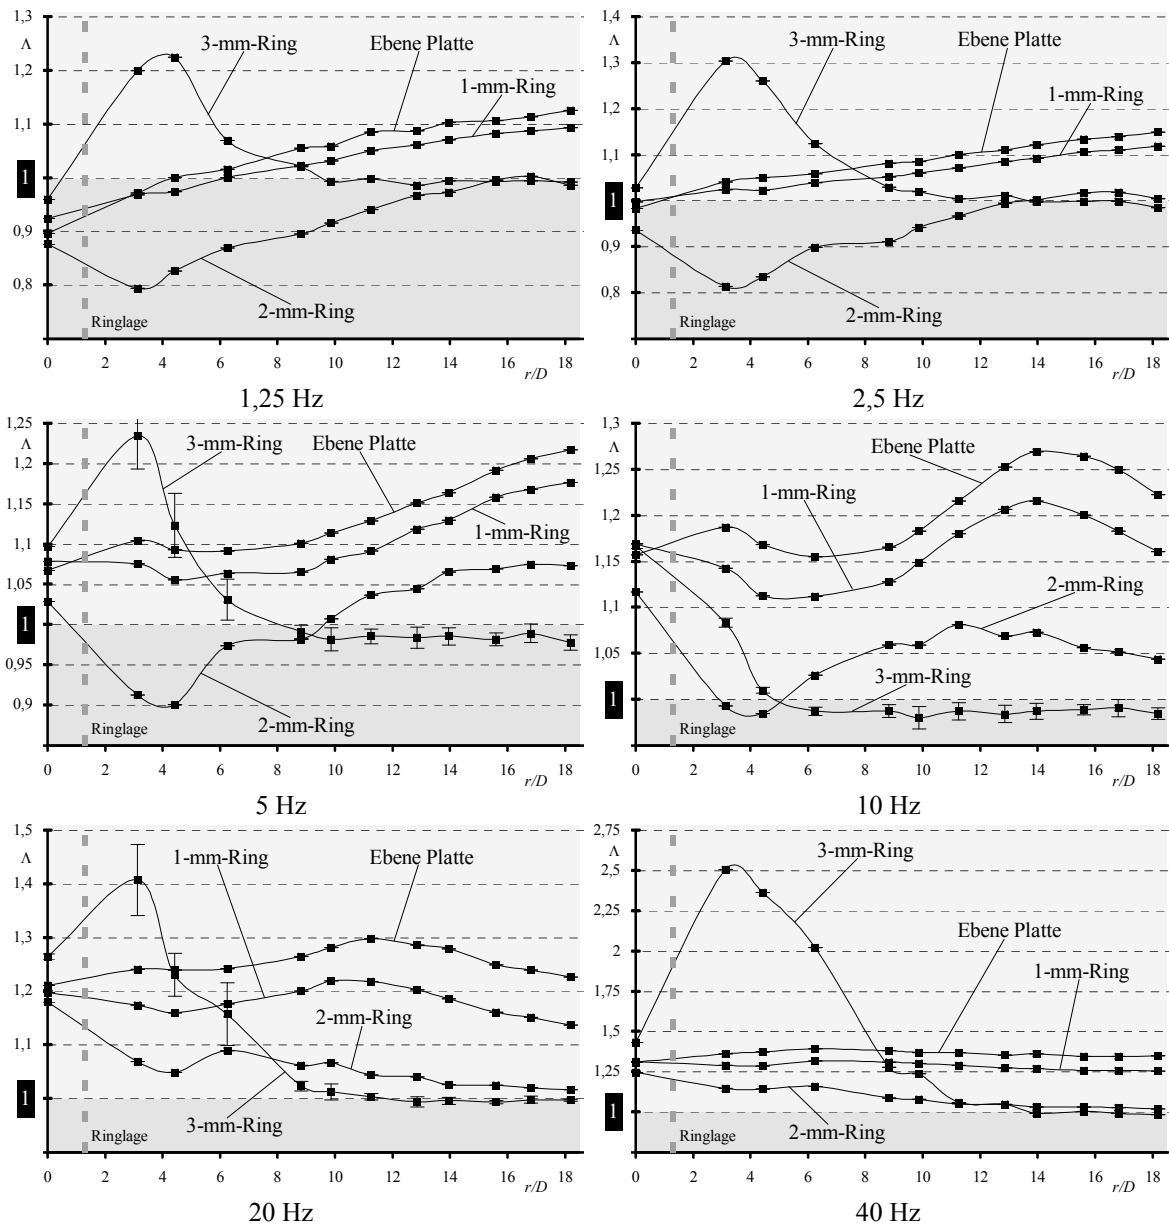 1,3
Λ
1,2
1,1
1
0,9
0,8
3-mm-Ring
Ebene Platte
1-mm-Ring
2-mm-Ring
Ringlage
0 2 4 6 8 10 12 14 16 18
r/D
1,25 Hz
1,4
Λ
1,3
1,2
1,1
1
0,9
0,8
3-mm-Ring
Ebene Platte
1-mm-Ring
2-mm-Ring
Ringlage
0 2 4 6 8 10 12 14 16 18
r/D
2,5 Hz
1,25
Λ
1,2
1,15
1,1
1,05
1
0,95
0,9
3-mm-Ring
Ebene Platte
1-mm-Ring
2-mm-Ring
Ringlage
0 2 4 6 8 10 12 14 16 18
r/D
5 Hz
1,3
Λ
1,25
1,2
1,15
1,1
1,05
1
Ebene Platte
1-mm-Ring
2-mm-Ring
3-mm-Ring
Ringlage
0 2 4 6 8 10 12 14 16 18
r/D
10 Hz
1,5
Λ
1,4
1,3
1,2
1,1
1
1-mm-Ring
Ebene Platte
2-mm-Ring
3-mm-Ring
Ringlage
0 2 4 6 8 10 12 14 16 18
r/D
20 Hz
2,75
Λ
2,5
2,25
2
1,75
1,5
1,25
1
3-mm-Ring
Ebene Platte
1-mm-Ring
2-mm-Ring
Ringlage
0 2 4 6 8 10 12 14 16 18
r/D
40 Hz